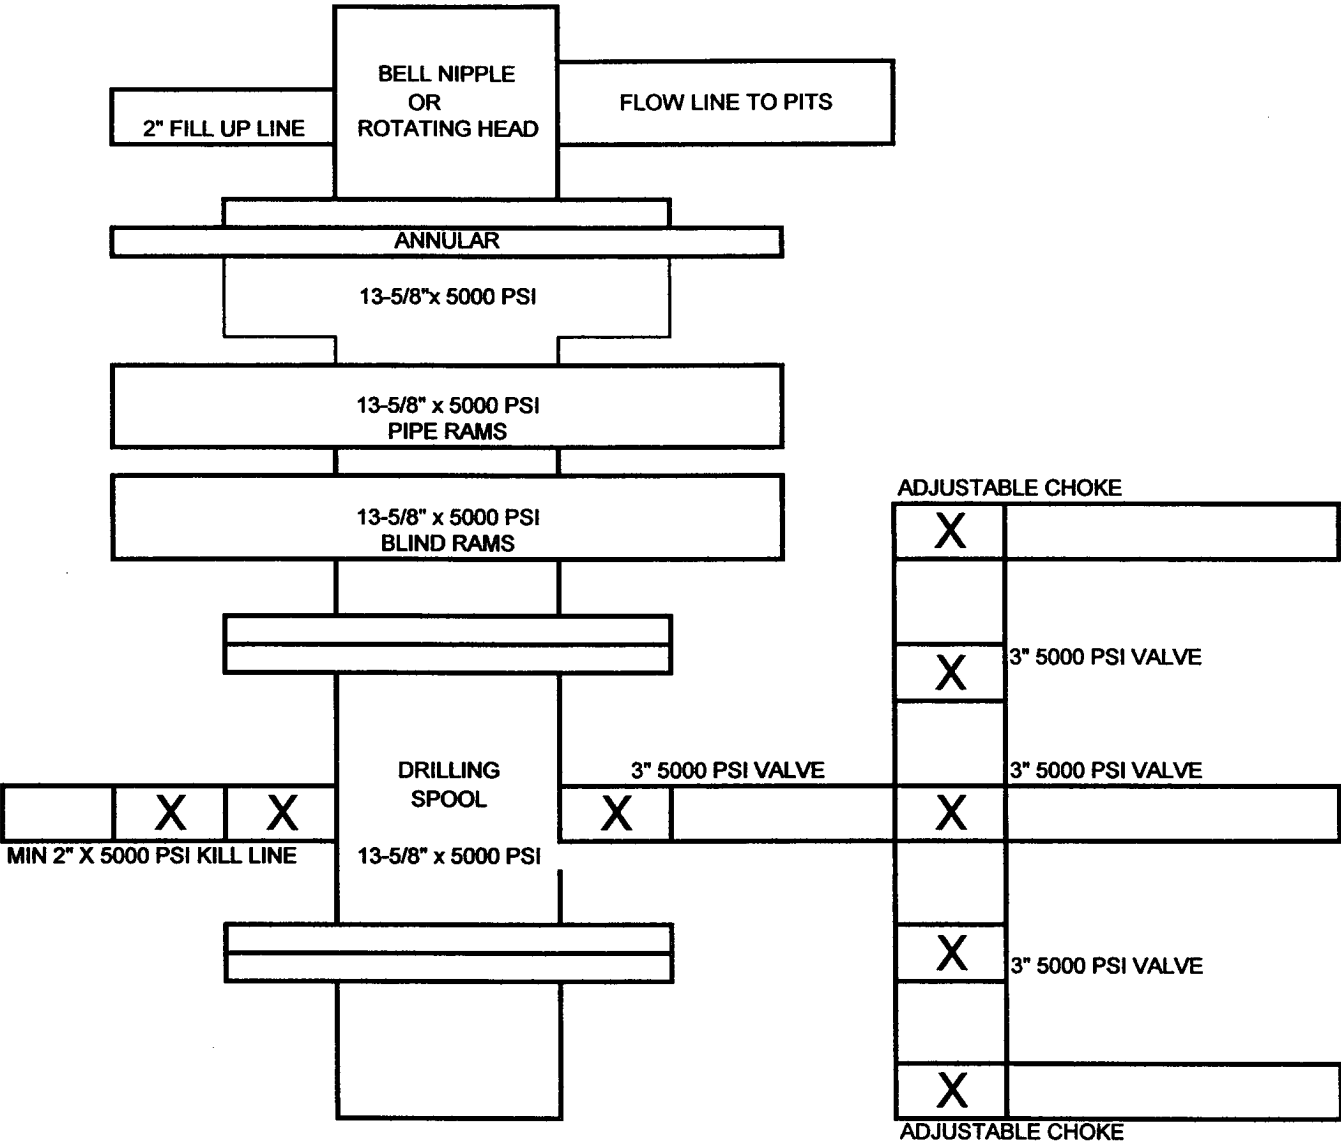 BELL NIPPLE
OR
ROTATING HEAD
2" FILL UP LINE
FLOW LINE TO PITS
ANNULAR
13-5/8"x 5000 PSI
13-5/8" x 5000 PSI
PIPE RAMS
13-5/8" x 5000 PSI
BLIND RAMS
ADJUSTABLE CHOKE
X
X
3" 5000 PSI VALVE
DRILLING
SPOOL
3" 5000 PSI VALVE
3" 5000 PSI VALVE
X
X
X
X
MIN 2" X 5000 PSI KILL LINE
13-5/8" x 5000 PSI
X
3" 5000 PSI VALVE
X
ADJUSTABLE CHOKE